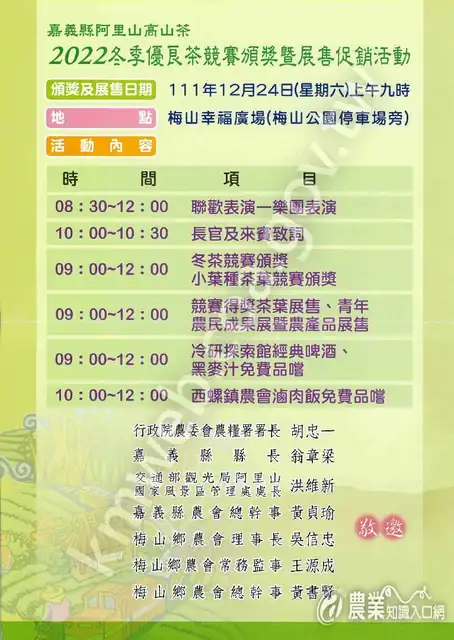 嘉義縣阿里山高山茶
2022冬季優良茶競賽頒獎暨展售促銷活動
頒獎及展售日期 111年12月24日(星期六)上午九時
地點 梅山幸福廣場(梅山公園停車場旁)
活動內容
時間 項目
08：30~12：00 聯歡表演—樂團表演
10：00~10：30 長官及來賓致詞
09：00~12：00 冬茶競賽頒獎
小葉種茶葉競賽頒獎
09：00~12：00 競賽得獎茶葉展售、青年
農民成果展暨農產品展售
09：00~12：00 冷研探索館經典啤酒、
黑麥汁免費品嚐
10：00~12：00 西螺鎮農會滷肉飯免費品嚐
行政院農委會農糧署署長 胡忠一
嘉義縣縣長 翁章梁
交通部觀光局阿里山
國家風景區管理處處長 洪維新
嘉義縣農會總幹事 黃貞瑜
梅山鄉農會理事長 吳信忠
梅山鄉農會常務監事 王源成
梅山鄉農會總幹事 黃書賢
敬邀
農業知識入口網
kmweb.moa.gov.tw/